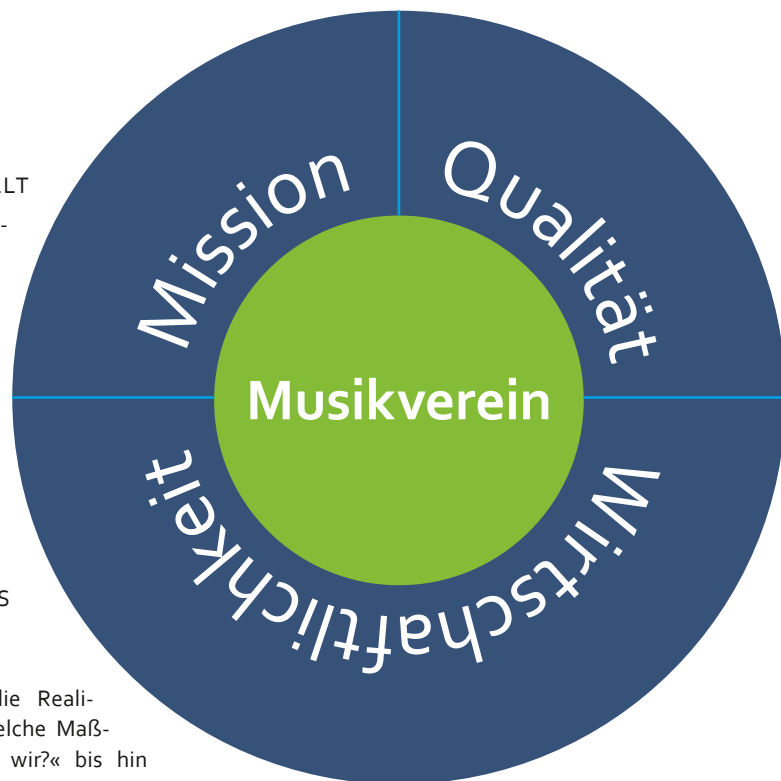 LT
-
Mission
Qualität
Musikverein
Wirtschaftlichkeit
S
die Reali-
elche Maß-
wir?« bis hin